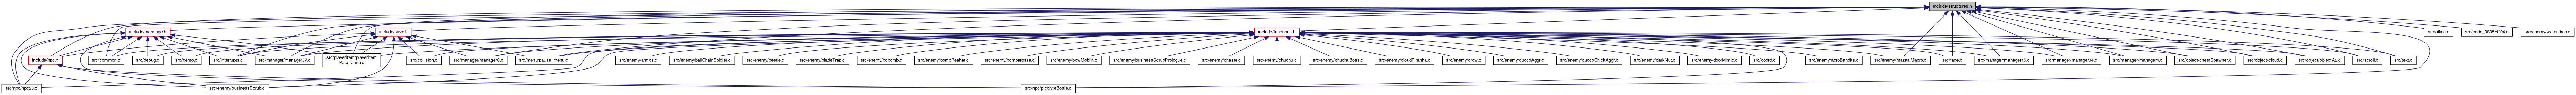 include/structures.h
include/message.h
include/save.h
include/functions.h
src/affine.c
src/code_0805EC04.c
src/enemy/waterDrop.c
include/npc.h
src/common.c
src/debug.c
src/demo.c
src/interrupts.c
src/manager/manager37.c
src/playerItem/playerItem
PacciCane.c
src/collision.c
src/manager/managerC.c
src/menu/pause_menu.c
src/enemy/armos.c
src/enemy/ballChainSoldier.c
src/enemy/beetle.c
src/enemy/bladeTrap.c
src/enemy/bobomb.c
src/enemy/bombPeahat.c
src/enemy/bombarossa.c
src/enemy/bowMoblin.c
src/enemy/businessScrubPrologue.c
src/enemy/chaser.c
src/enemy/chuchu.c
src/enemy/chuchuBoss.c
src/enemy/cloudPiranha.c
src/enemy/crow.c
src/enemy/cuccoAggr.c
src/enemy/cuccoChickAggr.c
src/enemy/darkNut.c
src/enemy/doorMimic.c
src/coord.c
src/enemy/acroBandits.c
src/enemy/mazaalMacro.c
src/fade.c
src/manager/manager15.c
src/manager/manager34.c
src/manager/manager4.c
src/object/chestSpawner.c
src/object/cloud.c
src/object/objectA2.c
src/scroll.c
src/text.c
src/npc/npc23.c
src/enemy/businessScrub.c
src/npc/picolyteBottle.c